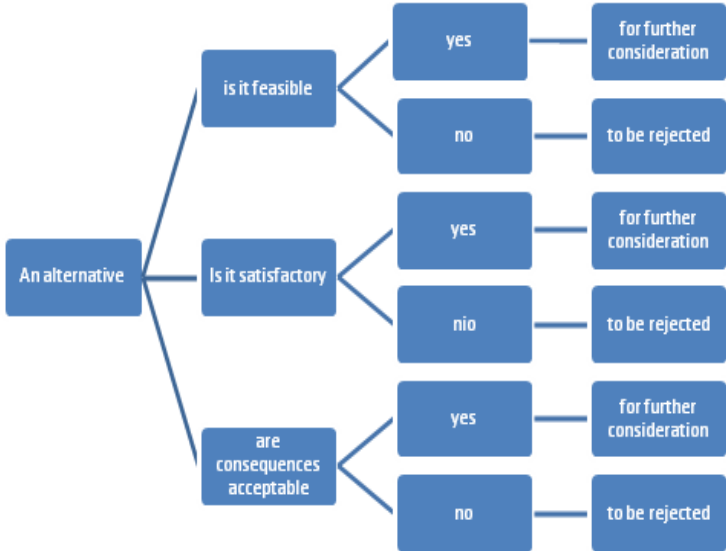 An alternative
is it feasible
yes
for further
consideration
no
to be rejected
Is it satisfactory
yes
for further
consideration
nio
to be rejected
are
consequences
acceptable
yes
for further
consideration
no
to be rejected